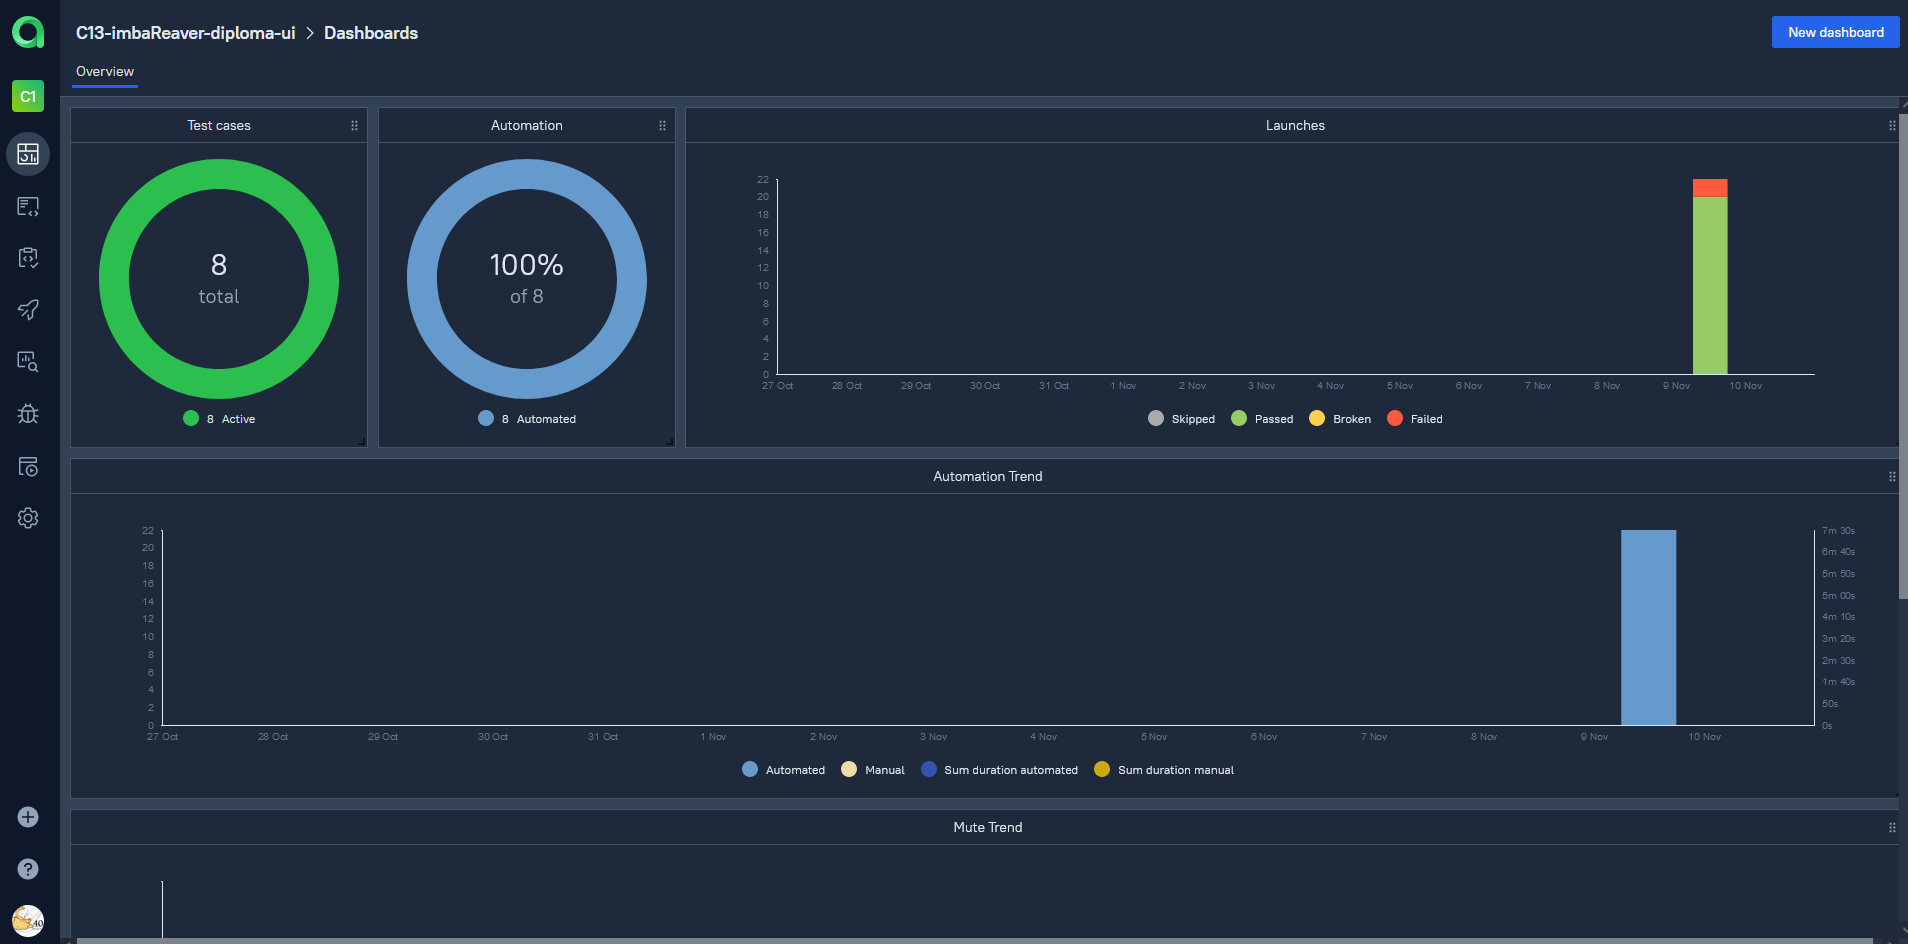 C13-imbaReaver-diploma-ui > Dashboards
New dashboard
Overview
C1
Test cases
8
total
8 Active
Automation
100%
of 8
8 Automated
Launches
22
20
18
16
14
12
10
8
6
4
2
0
27 Oct 28 Oct 29 Oct 30 Oct 31 Oct 1 Nov 2 Nov 3 Nov 4 Nov 5 Nov 6 Nov 7 Nov 8 Nov 9 Nov 10 Nov
Skipped Passed Broken Failed
Automation Trend
22
20
18
16
14
12
10
8
6
4
2
0
7m 30s
6m 40s
5m 50s
5m 00s
4m 10s
3m 20s
2m 30s
1m 40s
50s
0s
27 Oct 28 Oct 29 Oct 30 Oct 31 Oct 1 Nov 2 Nov 3 Nov 4 Nov 5 Nov 6 Nov 7 Nov 8 Nov 9 Nov 10 Nov
Automated Manual Sum duration automated Sum duration manual
Mute Trend